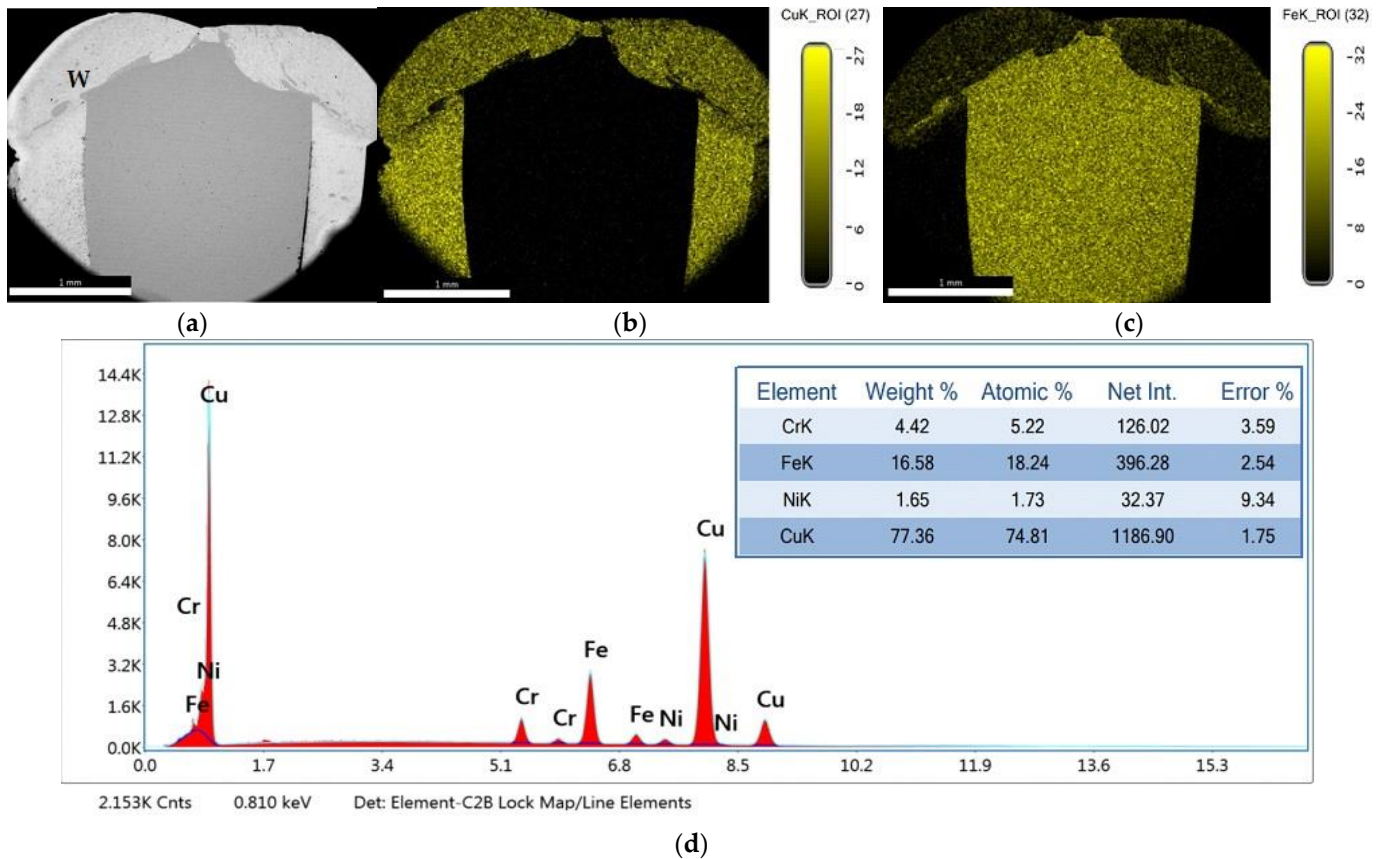 CuK_ROI (27)
FeK_ROI (32)
W
27
18
12
6
0
32
24
16
8
0
1 mm
1 mm
1 mm
(a)
(b)
(c)
14.4K
12.8K
11.2K
9.6K
8.0K
6.4K
4.8K
3.2K
1.6K
0.0K
Cu
Cr
Ni
Fe
Cr
Cr
Fe
Fe
Ni
Cu
Ni
Cu
Element Weight % Atomic % Net Int. Error %
CrK 4.42 5.22 126.02 3.59
FeK 16.58 18.24 396.28 2.54
NiK 1.65 1.73 32.37 9.34
CuK 77.36 74.81 1186.90 1.75
0.0 1.7 3.4 5.1 6.8 8.5 10.2 11.9 13.6 15.3
2.153K Cnts 0.810 keV Det: Element-C2B Lock Map/Line Elements
(d)